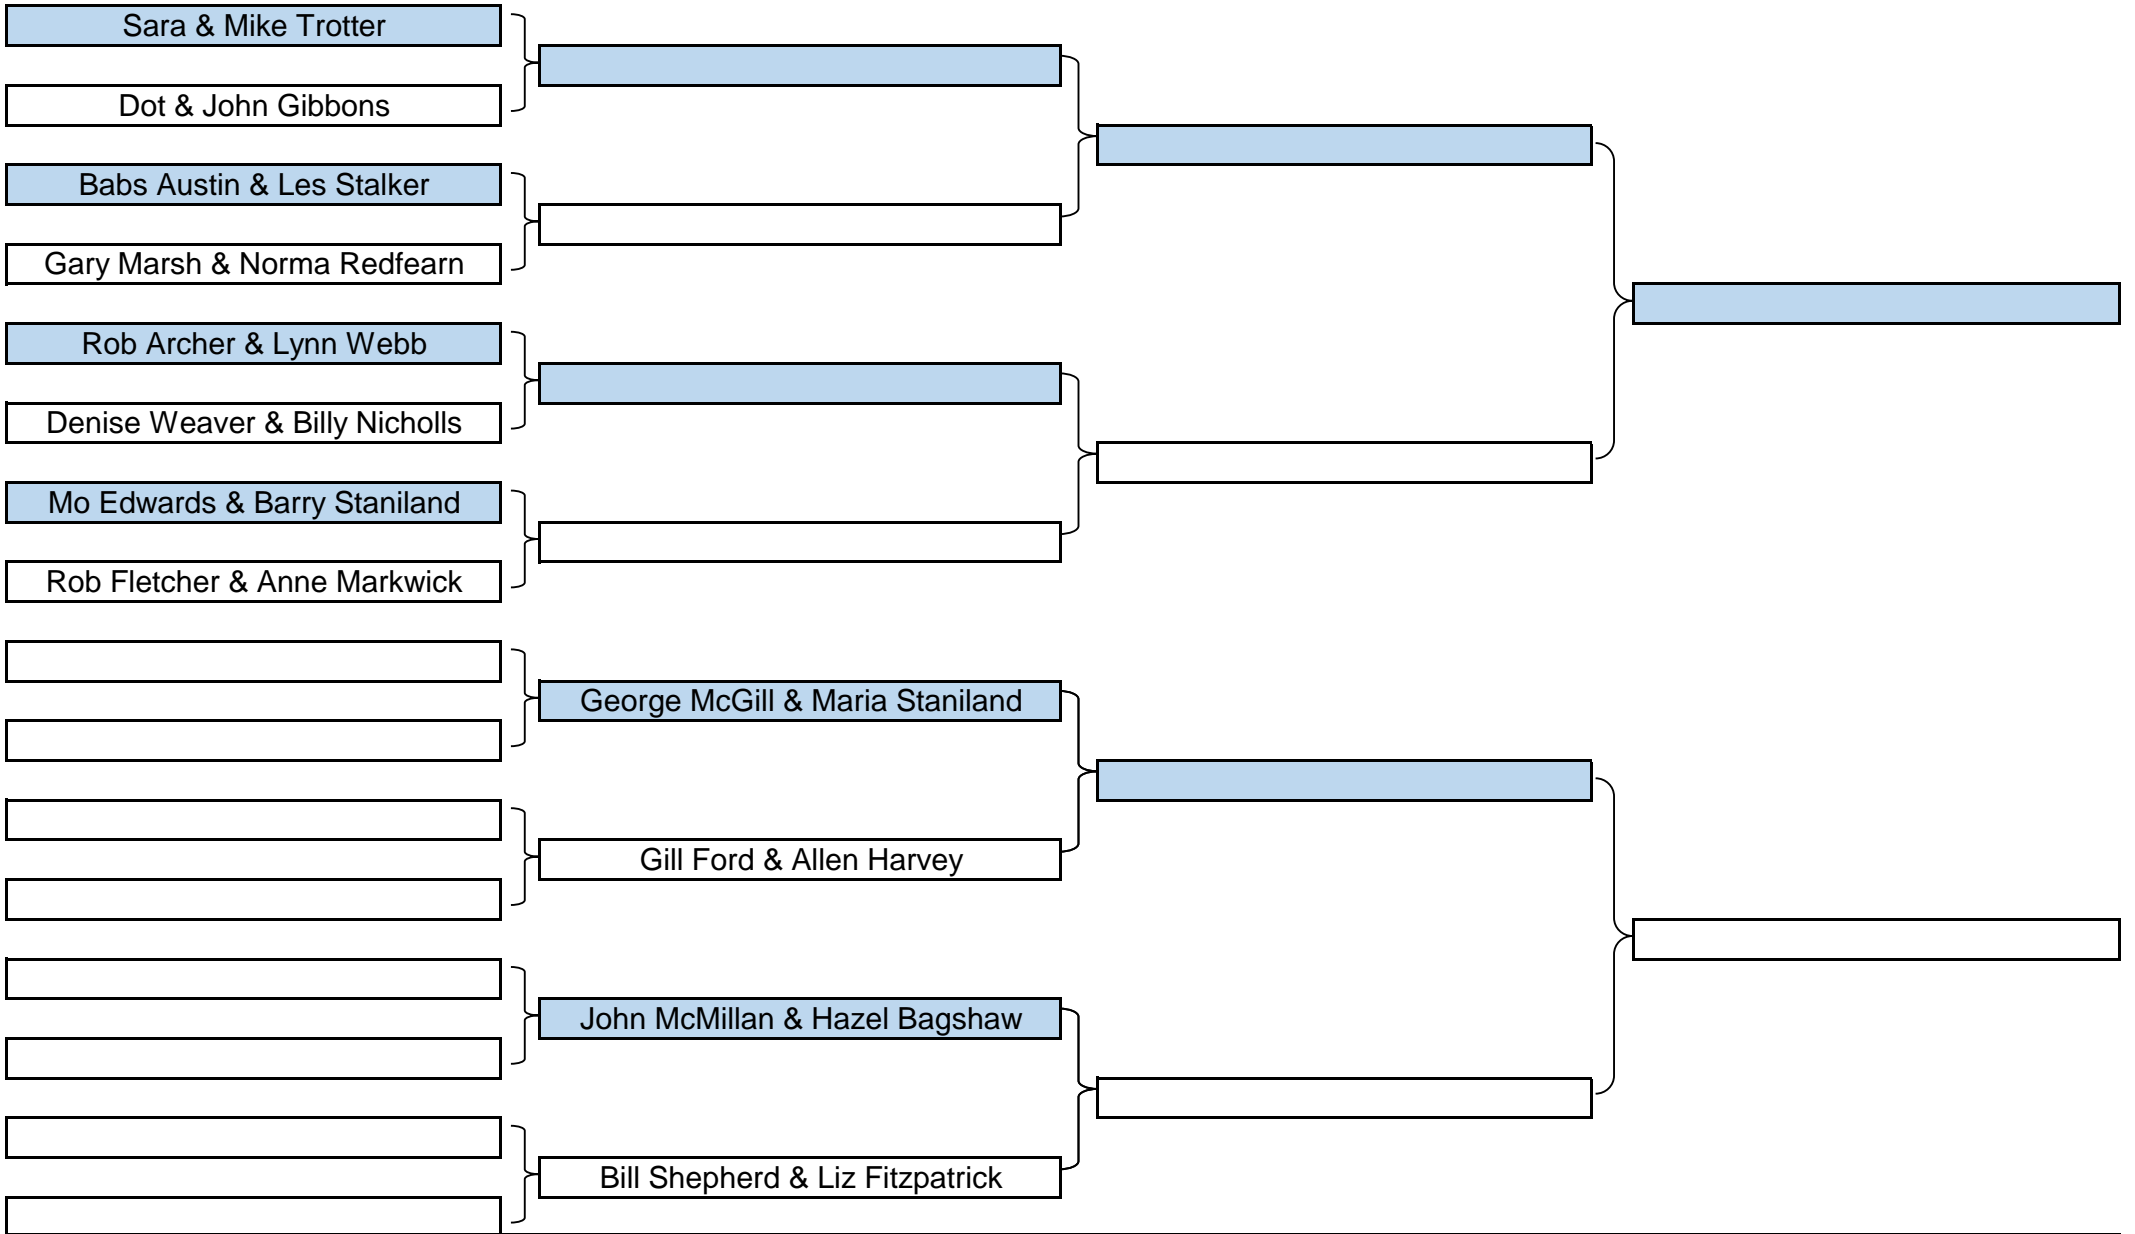 Sara & Mike Trotter
Dot & John Gibbons
Babs Austin & Les Stalker
Gary Marsh & Norma Redfearn
Rob Archer & Lynn Webb
Denise Weaver & Billy Nicholls
Mo Edwards & Barry Staniland
Rob Fletcher & Anne Markwick
George McGill & Maria Staniland
Gill Ford & Allen Harvey
John McMillan & Hazel Bagshaw
Bill Shepherd & Liz Fitzpatrick